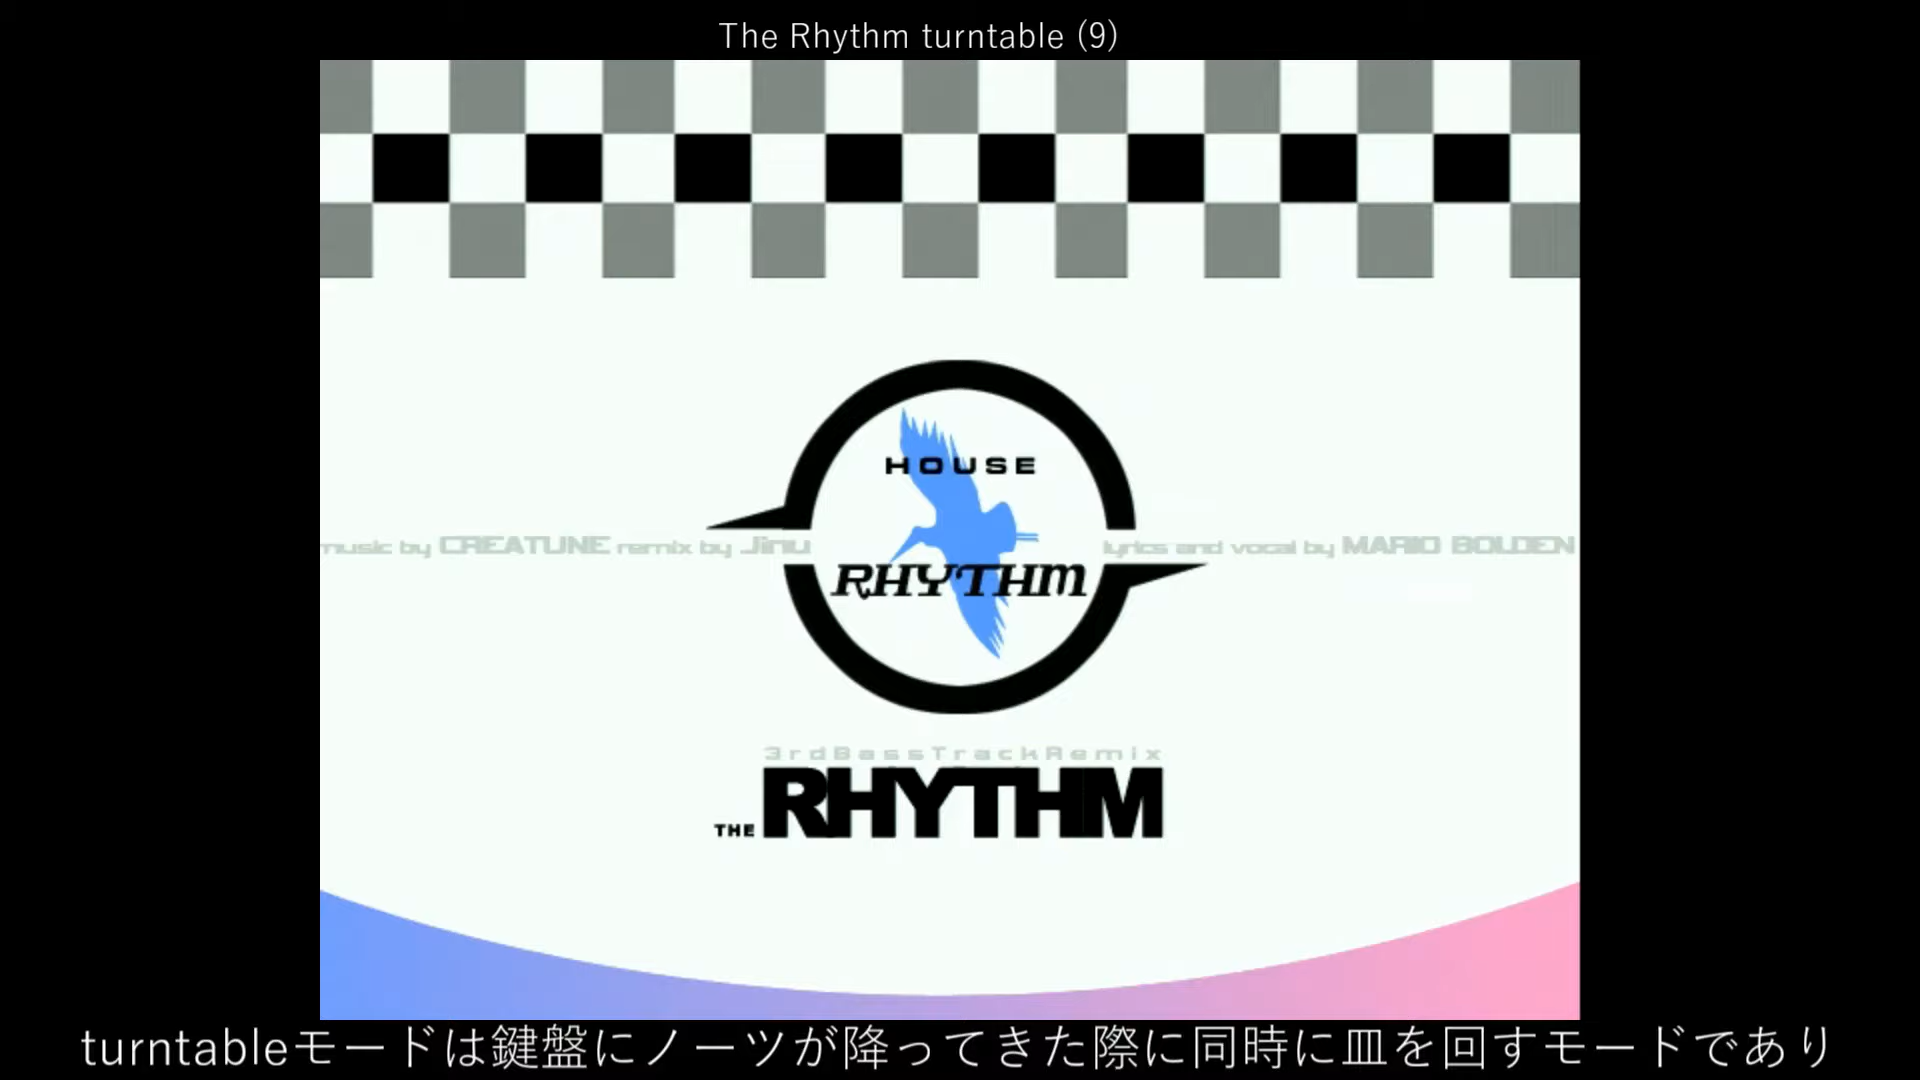 The Rhythm turntable (9)
HOUSE
music by CREATUNE remix by Jinu
lyrics and vocal by MARIO BOLDEN
RHYTHM
3rdBassTrackRemix
THE RHYTHM
turntableモードは鍵盤にノーツが降ってきた際に同時に皿を回すモードであり